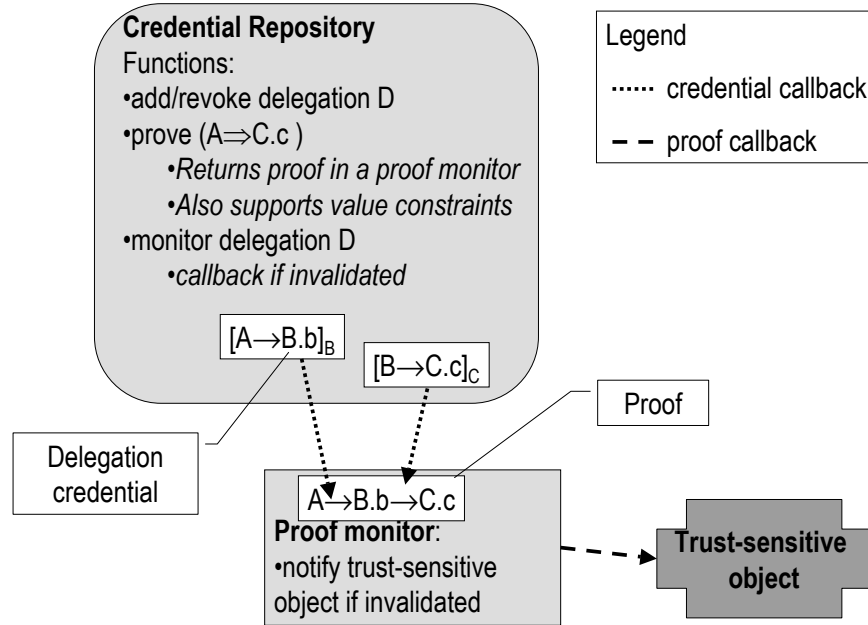 Credential Repository
Functions:
•add/revoke delegation D
•prove (A⇒C.c )
•Returns proof in a proof monitor
•Also supports value constraints
•monitor delegation D
•callback if invalidated
[A→B.b]B
[B→C.c]C
Legend
credential callback
proof callback
Delegation
credential
Proof
A→B.b→C.c
Proof monitor:
•notify trust-sensitive
object if invalidated
Trust-sensitive
object